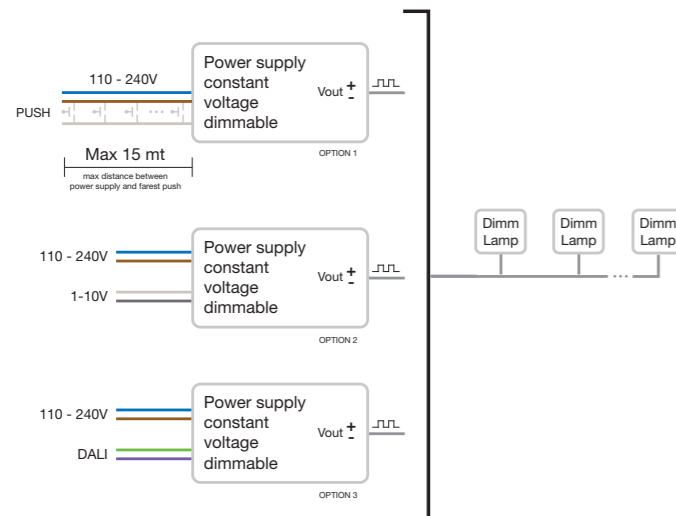 110 - 240V
PUSH
Power supply
constant
voltage
dimmable
Vout + -
OPTION 1
Max 15 mt
max distance between
power supply and farest push
110 - 240V
1-10V
Power supply
constant
voltage
dimmable
Vout + -
OPTION 2
110 - 240V
DALI
Power supply
constant
voltage
dimmable
Vout + -
OPTION 3
Dimm
Lamp
Dimm
Lamp
...
Dimm
Lamp